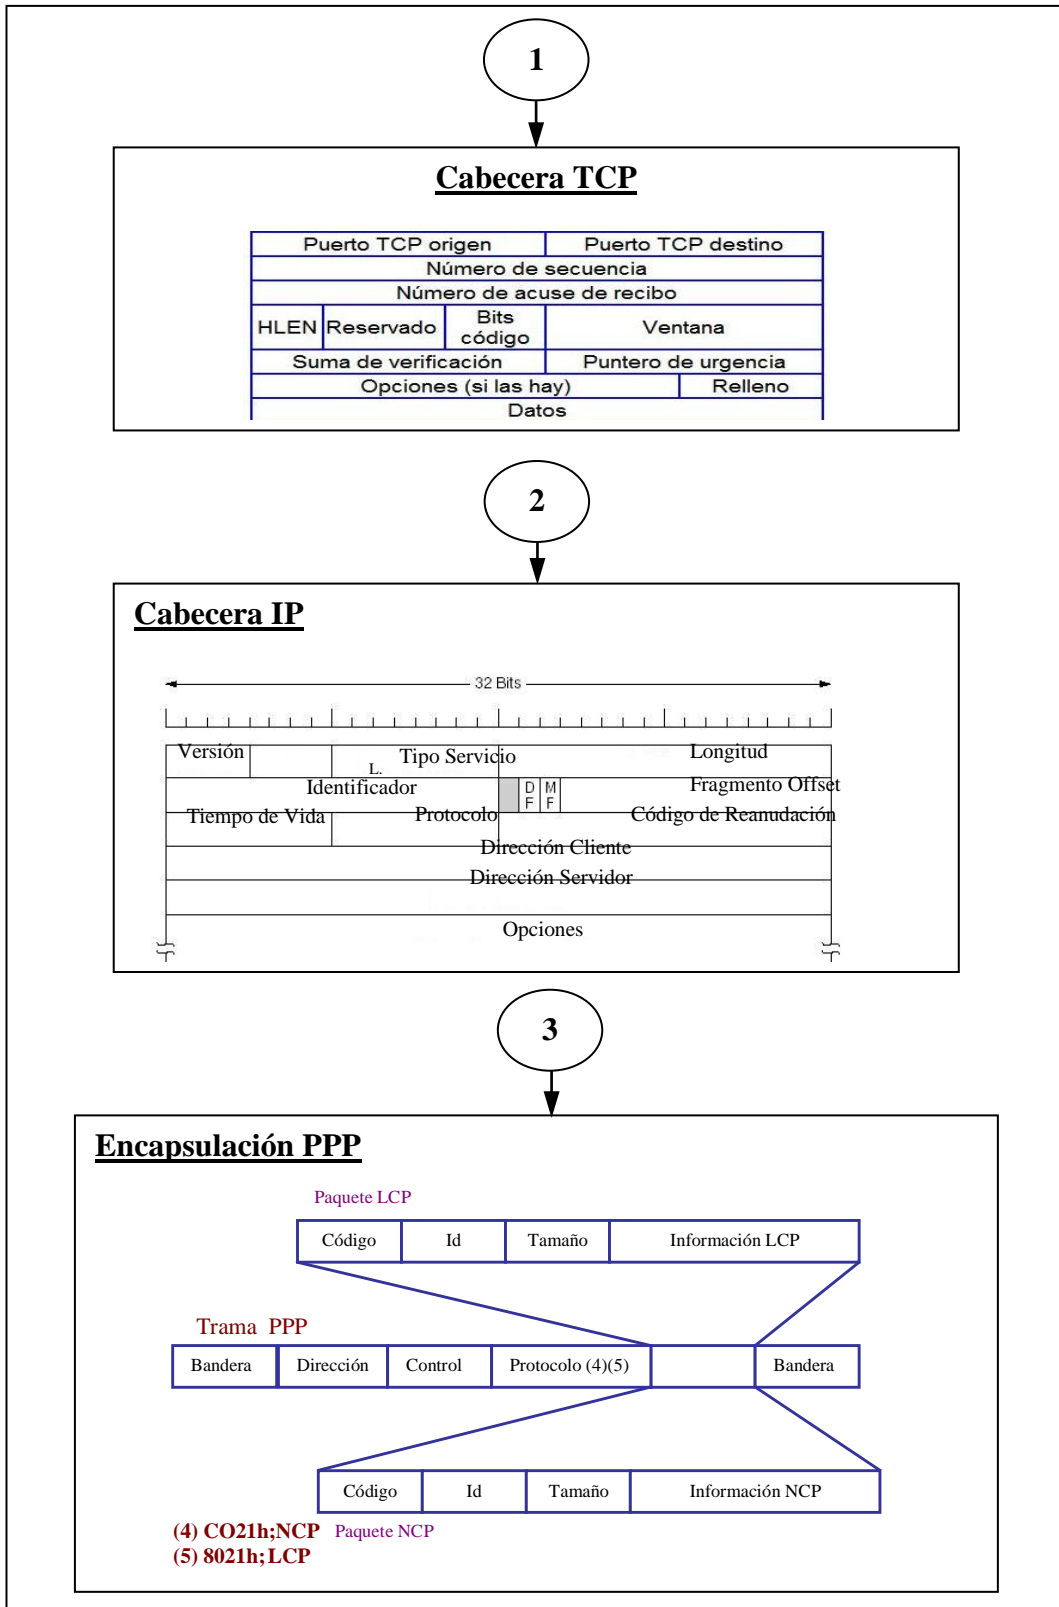 1
Cabecera TCP
Puerto TCP origen Puerto TCP destino
Número de secuencia
Número de acuse de recibo
HLEN Reservado Bits código Ventana
Suma de verificación Puntero de urgencia
Opciones (si las hay) Relleno
Datos
2
Cabecera IP
32 Bits
Versión L. Tipo Servicio Longitud
Identificador D F M F Fragmento Offset
Tiempo de Vida Protocolo Código de Reanudación
Dirección Cliente
Dirección Servidor
Opciones
3
Encapsulación PPP
Paquete LCP
Código Id Tamaño Información LCP
Trama PPP
Bandera Dirección Control Protocolo (4)(5) Bandera
Código Id Tamaño Información NCP
(4) CO21h;NCP Paquete NCP
(5) 8021h;LCP